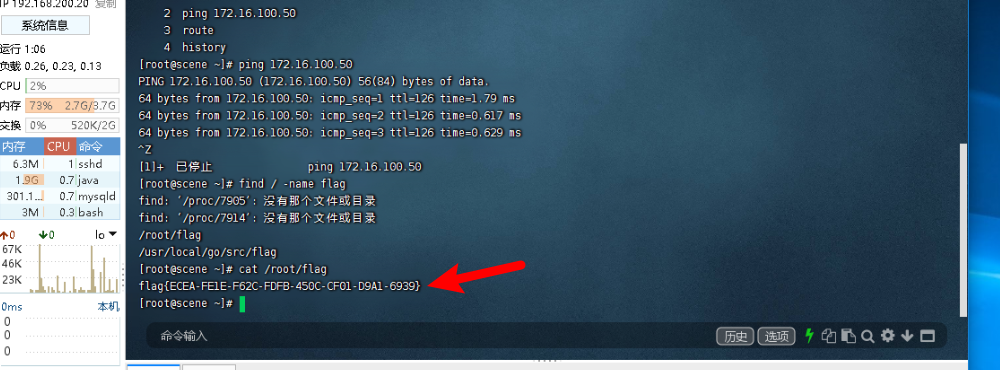 IP 192.168.200.20 复制
系统信息
运行 1:06
负载 0.26, 0.23, 0.13
CPU 2%
内存 73% 2.7G/3.7G
交换 0% 520K/2G
内存 CPU 命令
6.3M 1 sshd
1.9G 0.7 java
301.1... 0.7 mysqld
3M 0.3 bash
↑0 ↓0 lo
67K
46K
23K
0ms 本机
0
0
0
2 ping 172.16.100.50
3 route
4 history
[root@scene ~]# ping 172.16.100.50
PING 172.16.100.50 (172.16.100.50) 56(84) bytes of data.
64 bytes from 172.16.100.50: icmp_seq=1 ttl=126 time=1.79 ms
64 bytes from 172.16.100.50: icmp_seq=2 ttl=126 time=0.617 ms
64 bytes from 172.16.100.50: icmp_seq=3 ttl=126 time=0.629 ms
^Z
[1]+ 已停止 ping 172.16.100.50
[root@scene ~]# find / -name flag
find: '/proc/7905': 没有那个文件或目录
find: '/proc/7914': 没有那个文件或目录
/root/flag
/usr/local/go/src/flag
[root@scene ~]# cat /root/flag
flag{ECEA-FE1E-F62C-FDFB-450C-CF01-D9A1-6939}
[root@scene ~]#
命令输入 历史 选项